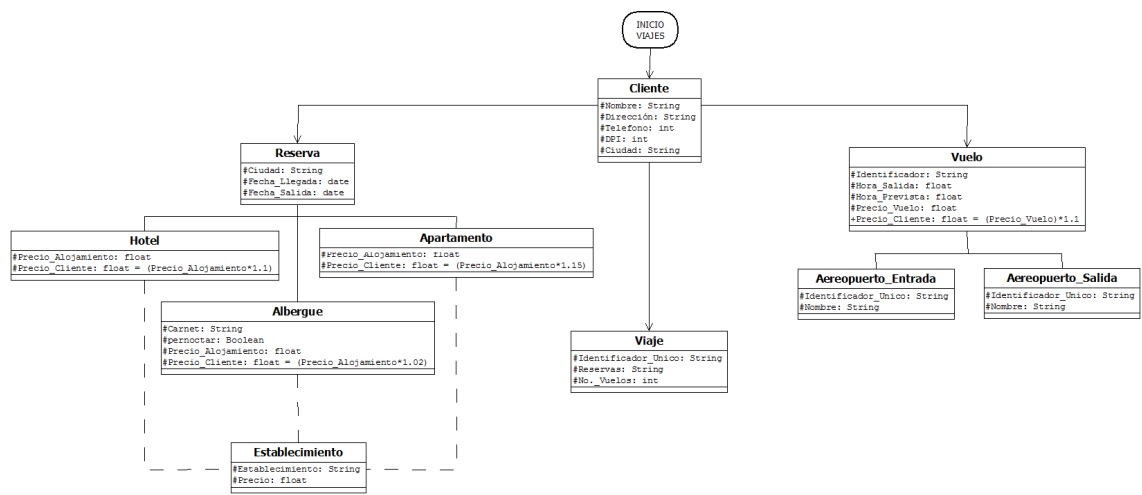 INICIO
VIAJES
Cliente
#Nombre: String
#Dirección: String
#Telefono: int
#DPI: int
#Ciudad: String
Reserva
#Ciudad: String
#Fecha_Llegada: date
#Fecha_Salida: date
Vuelo
#Identificador: String
#Hora_Salida: float
#Hora_Prevista: float
#Precio_Vuelo: float
+Precio_Cliente: float = (Precio_Vuelo)*1.1
Hotel
#Precio_Alojamiento: float
#Precio_Cliente: float = (Precio_Alojamiento*1.1)
Apartamento
#Precio_Alojamiento: float
#Precio_Cliente: float = (Precio_Alojamiento*1.15)
Aereopuerto_Entrada
#Identificador_Unico: String
#Nombre: String
Aereopuerto_Salida
#Identificador_Unico: String
#Nombre: String
Albergue
#Carnet: String
#pernoctar: Boolean
#Precio_Alojamiento: float
#Precio_Cliente: float = (Precio_Alojamiento*1.02)
Viaje
#Identificador_Unico: String
#Reservas: String
#No._Vuelos: int
Establecimiento
#Establecimiento: String
#Precio: float